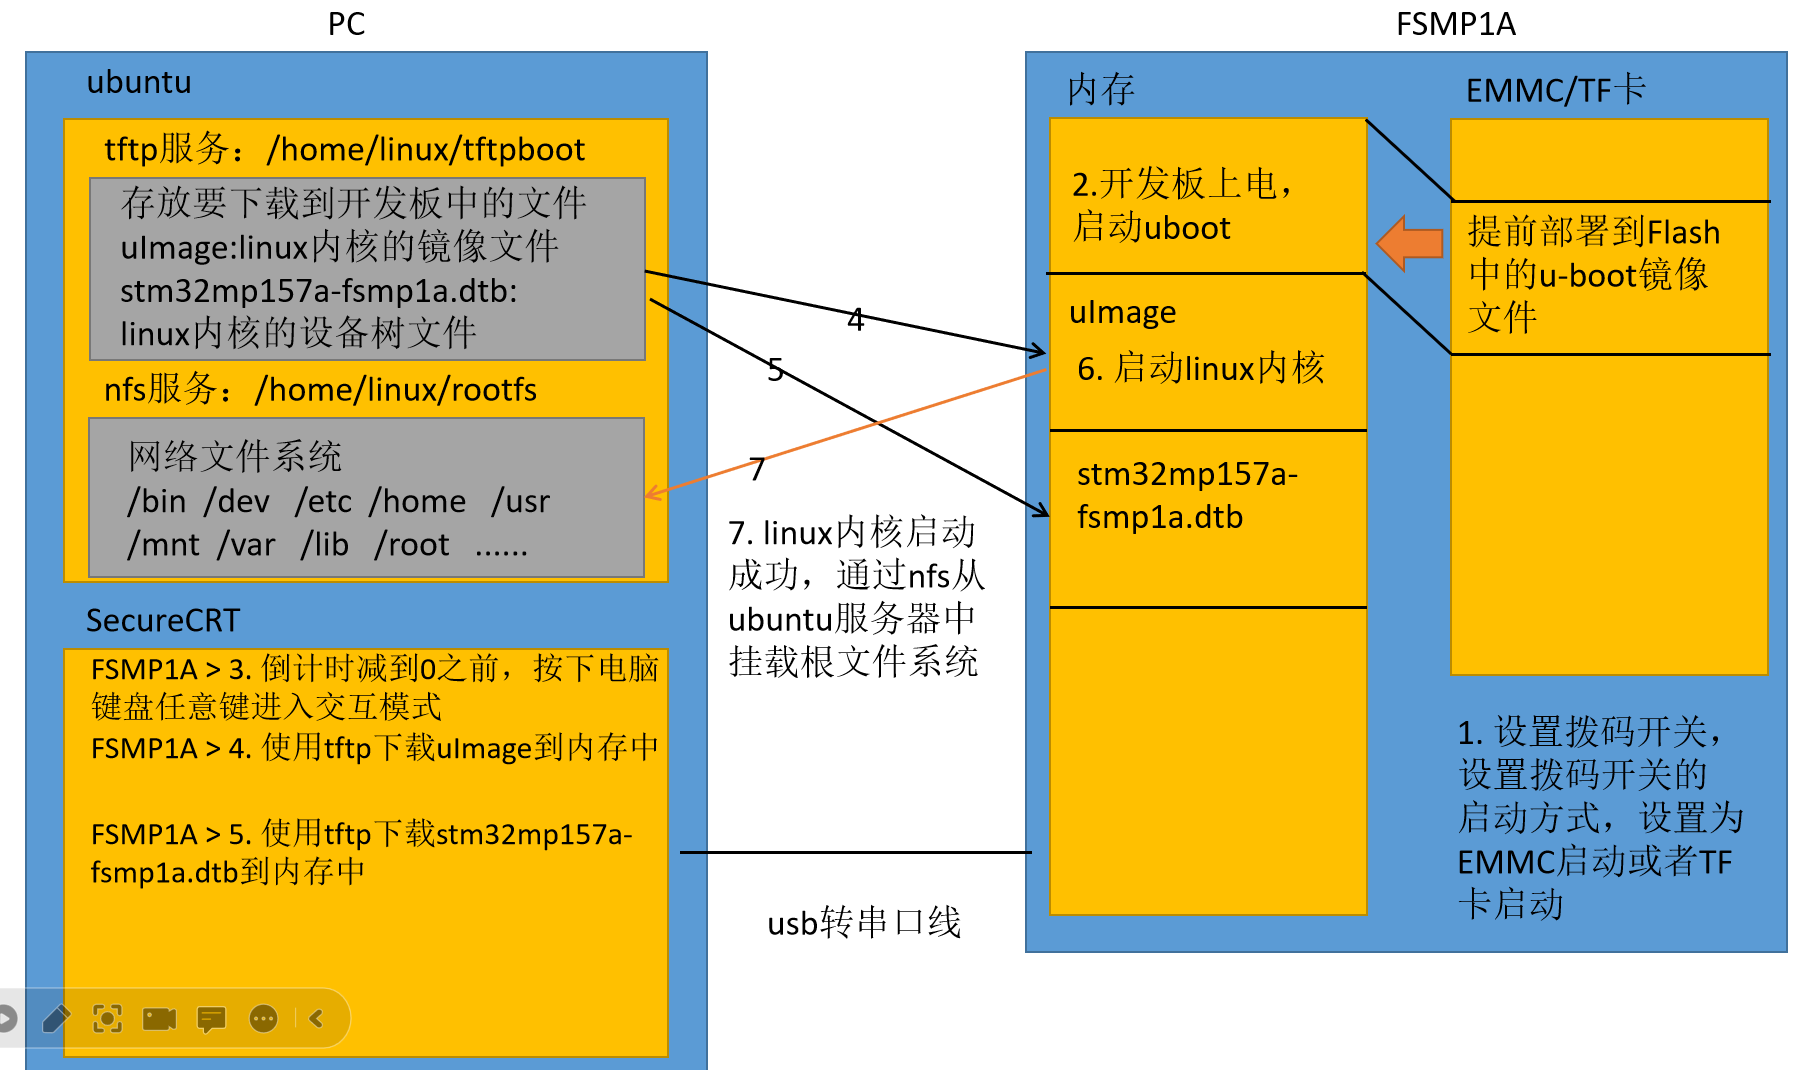 PC
ubuntu
tftp服务：/home/linux/tftpboot
存放要下载到开发板中的文件
uImage:linux内核的镜像文件
stm32mp157a-fsmp1a.dtb:
linux内核的设备树文件
nfs服务：/home/linux/rootfs
网络文件系统
/bin /dev /etc /home /usr
/mnt /var /lib /root ......
SecureCRT
FSMP1A > 3. 倒计时减到0之前，按下电脑
键盘任意键进入交互模式
FSMP1A > 4. 使用tftp下载uImage到内存中
FSMP1A > 5. 使用tftp下载stm32mp157a-
fsmp1a.dtb到内存中
4
5
7
7. linux内核启动
成功，通过nfs从
ubuntu服务器中
挂载根文件系统
usb转串口线
FSMP1A
内存
2.开发板上电，
启动uboot
uImage
6. 启动linux内核
stm32mp157a-
fsmp1a.dtb
EMMC/TF卡
提前部署到Flash
中的u-boot镜像
文件
1. 设置拨码开关，
设置拨码开关的
启动方式，设置为
EMMC启动或者TF
卡启动